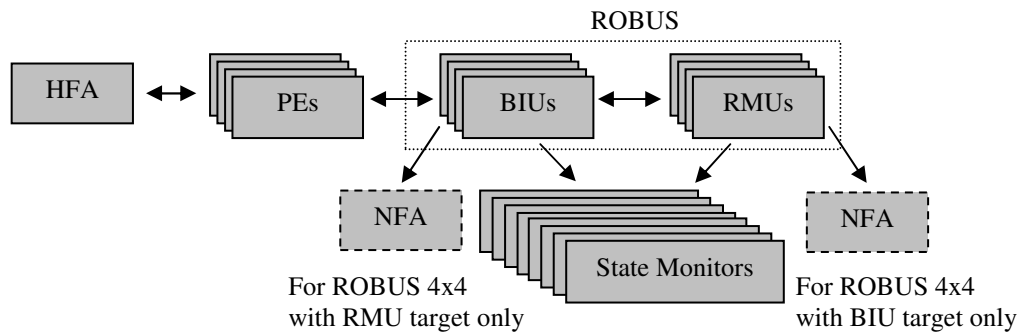 ROBUS
HFA
PEs
BIUs
RMUs
NFA
State Monitors
NFA
For ROBUS 4x4
with RMU target only
For ROBUS 4x4
with BIU target only